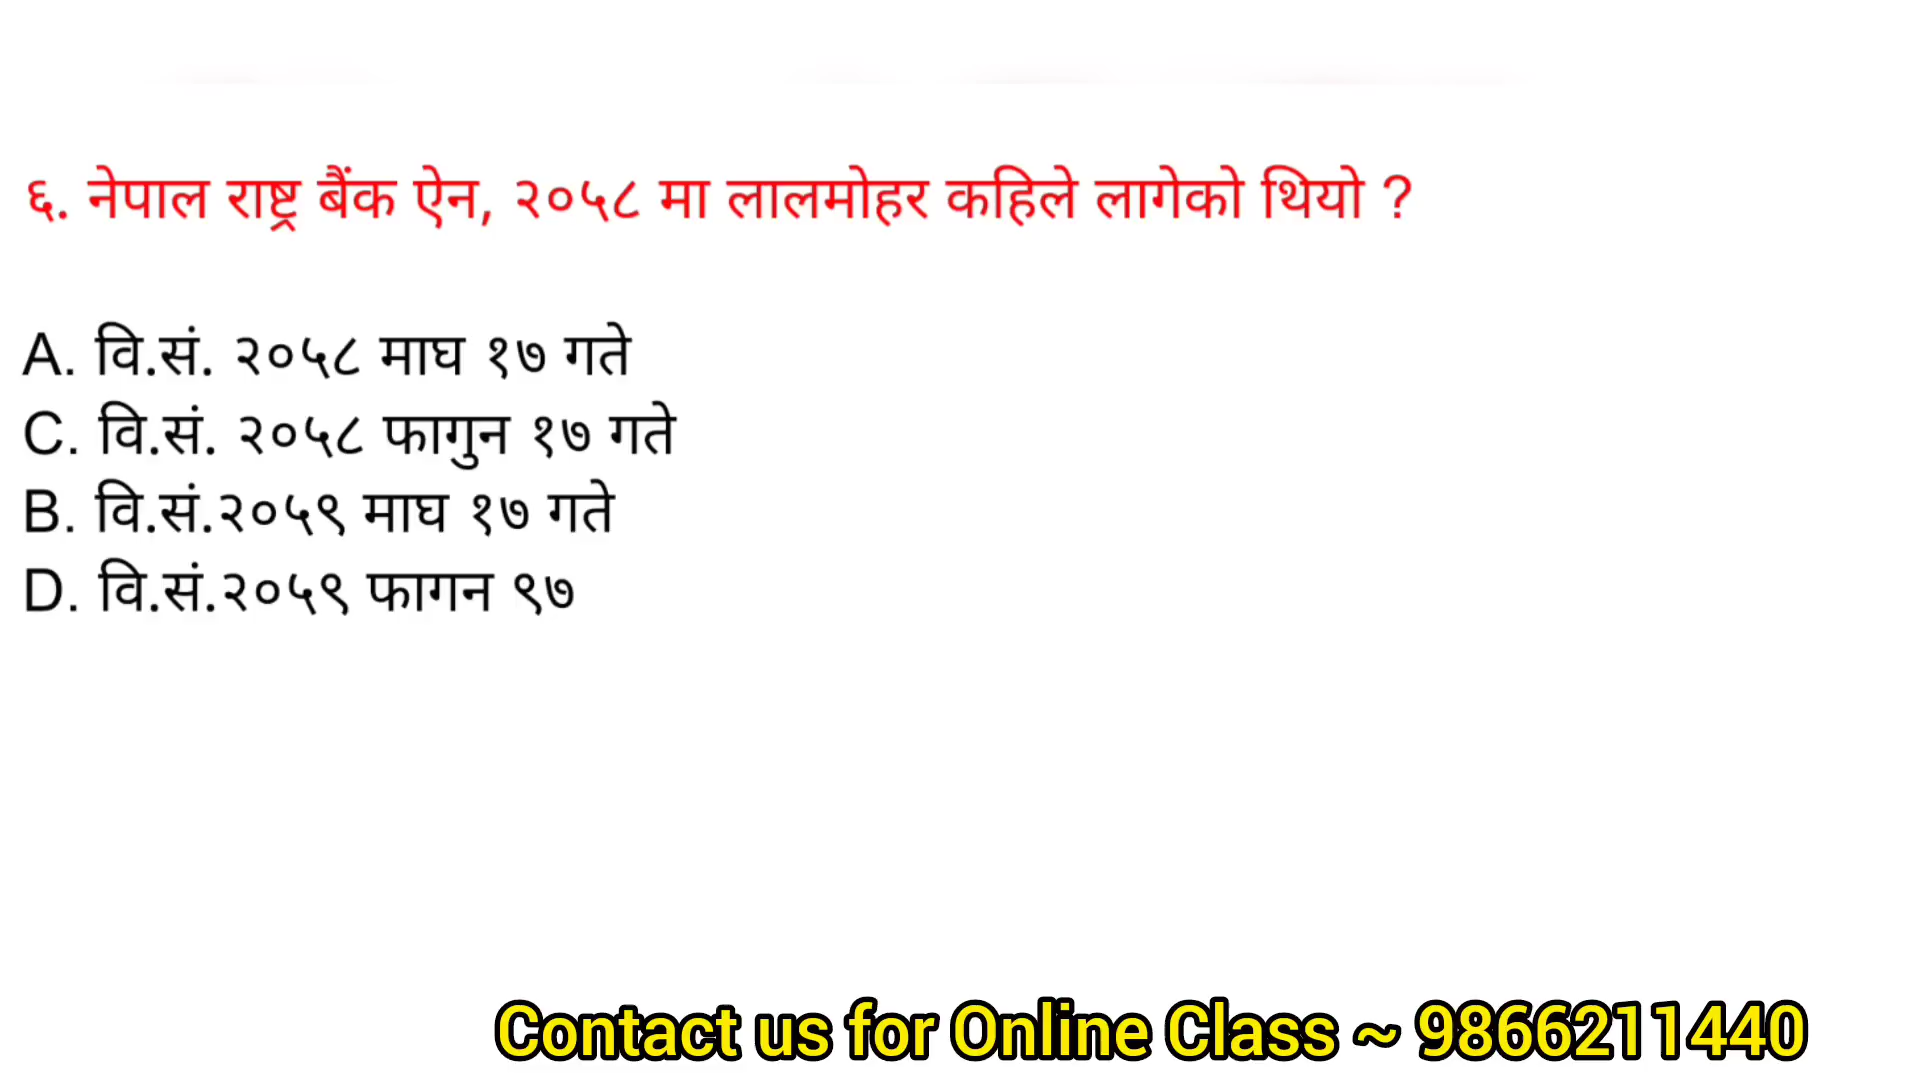 ६. नेपाल राष्ट्र बैंक ऐन, २०५८ मा लालमोहर कहिले लागेको थियो ?
A. वि.सं. २०५८ माघ १७ गते
C. वि.सं. २०५८ फागुन १७ गते
B. वि.सं.२०५९ माघ १७ गते
D. वि.सं.२०५९ फागन ९७
Contact us for Online Class ~ 9866211440